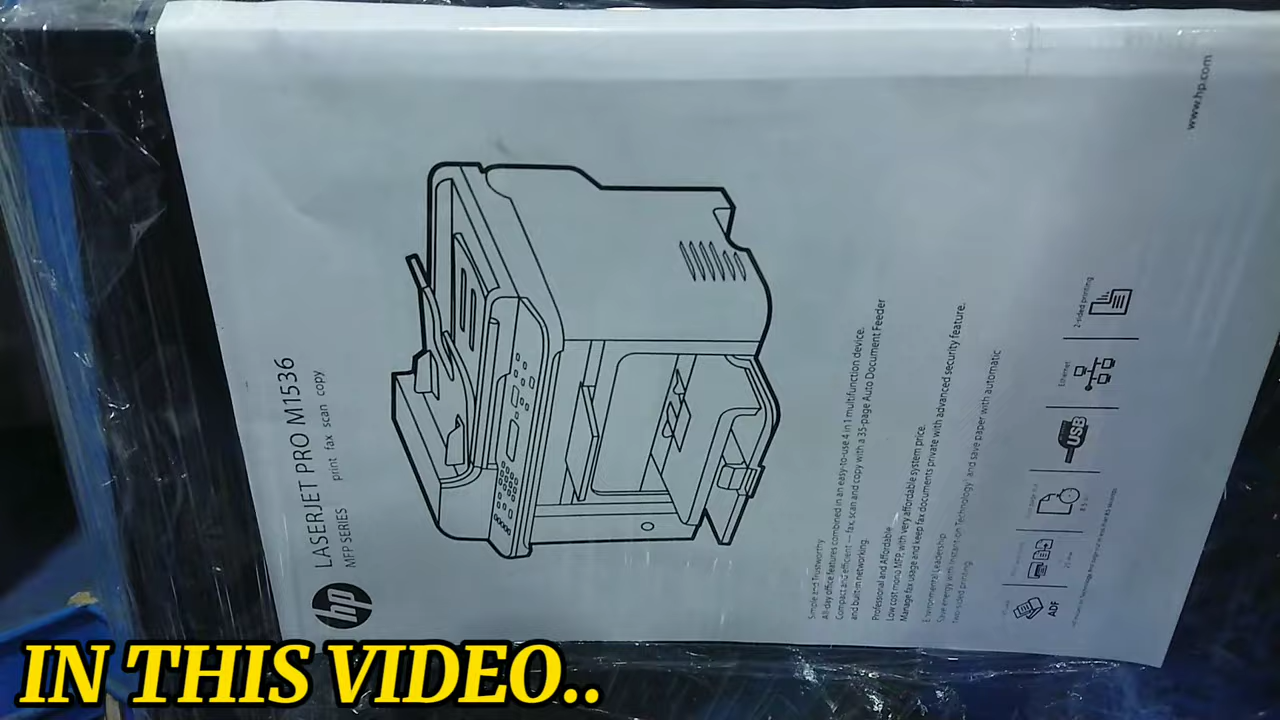 hp
LASERJET PRO M1536
MFP SERIES print fax scan copy
Simple and Trustworthy
All-day office features combined in an easy-to-use 4 in 1 multifunction device.
Compact and efficient — fax scan and copy with a 35-page Auto Document Feeder
and built-in networking.
Professional and Affordable
Low cost mono MFP, with very affordable system price.
Manage fax usage and keep fax documents private with advanced security feature.
Environmental Leadership
Save energy with Instant-on Technology and save paper with automatic
two-sided printing.
ADF
8.5
USB
Ethernet
2-sided printing
www.hp.com
IN THIS VIDEO..